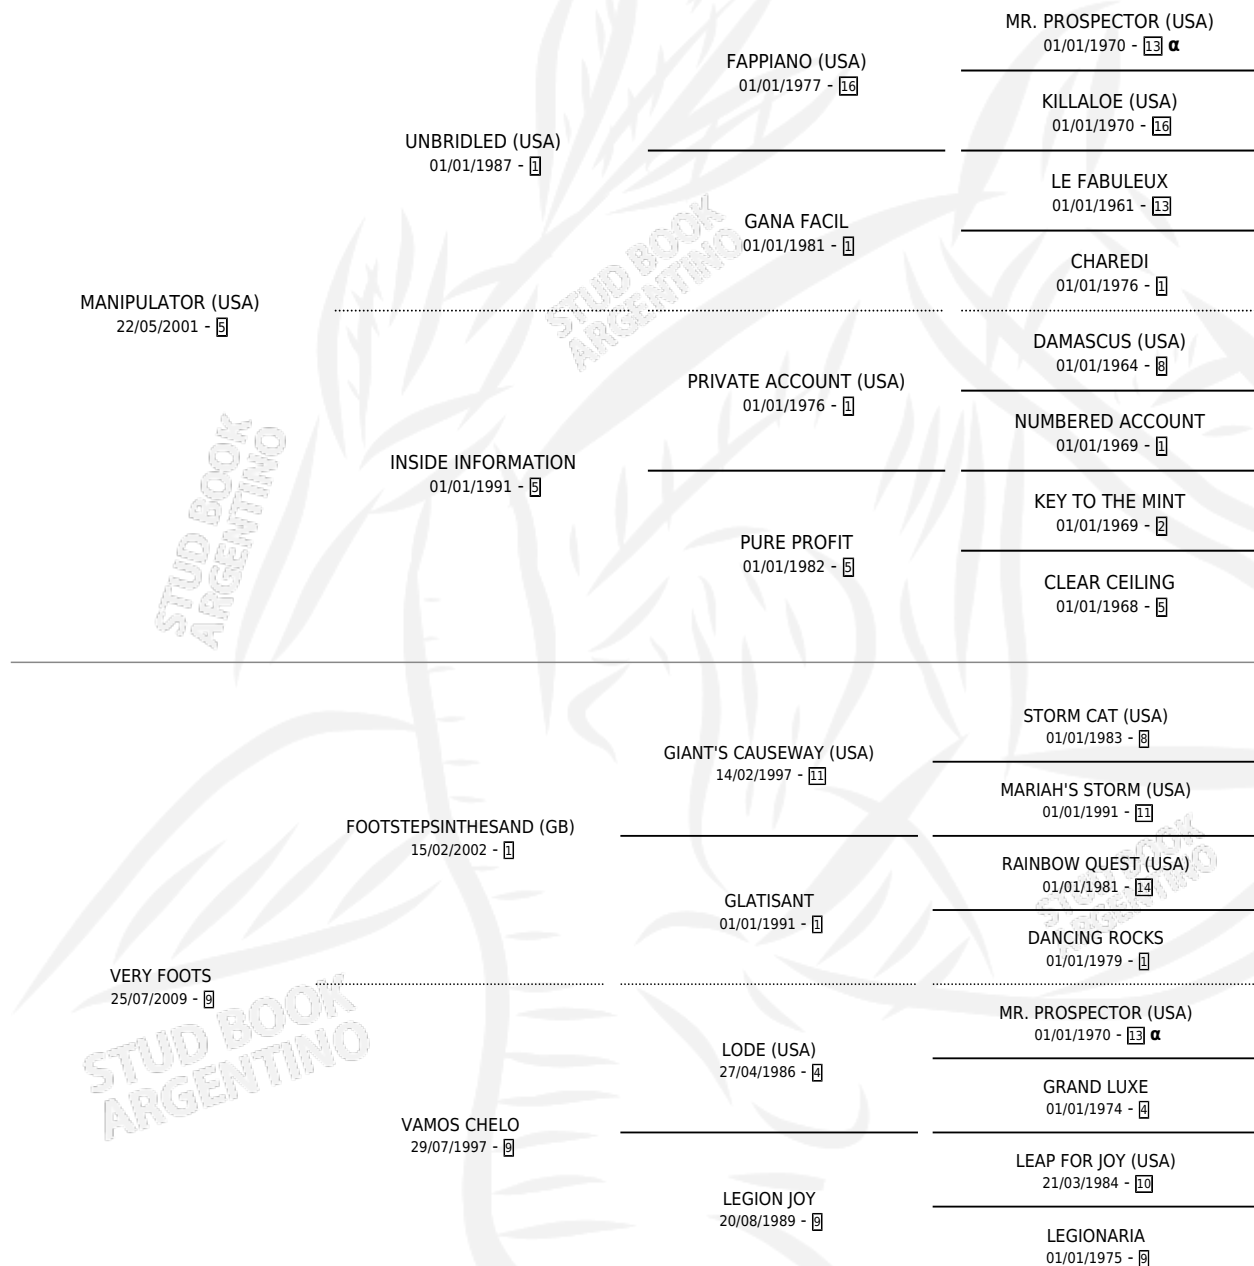 MR. PROSPECTOR (USA)
01/01/1970 - 13 α
FAPPIANO (USA)
01/01/1977 - 16
KILLALOE (USA)
01/01/1970 - 16
UNBRIDLED (USA)
01/01/1987 - 1
LE FABULEUX
01/01/1961 - 13
GANA FACIL
01/01/1981 - 1
CHAREDI
01/01/1976 - 1
MANIPULATOR (USA)
22/05/2001 - 5
DAMASCUS (USA)
01/01/1964 - 8
PRIVATE ACCOUNT (USA)
01/01/1976 - 1
NUMBERED ACCOUNT
01/01/1969 - 1
INSIDE INFORMATION
01/01/1991 - 5
KEY TO THE MINT
01/01/1969 - 2
PURE PROFIT
01/01/1982 - 5
CLEAR CEILING
01/01/1968 - 5
STUD BOOK
ARGENTINO
STUD BOOK
ARGENTINO
STORM CAT (USA)
01/01/1983 - 8
GIANT'S CAUSEWAY (USA)
14/02/1997 - 11
MARIAH'S STORM (USA)
01/01/1991 - 11
FOOTSTEPSINTHESAND (GB)
15/02/2002 - 1
RAINBOW QUEST (USA)
01/01/1981 - 14
GLATISANT
01/01/1991 - 1
DANCING ROCKS
01/01/1979 - 1
VERY FOOTS
25/07/2009 - 9
MR. PROSPECTOR (USA)
01/01/1970 - 13 α
LODE (USA)
27/04/1986 - 4
GRAND LUXE
01/01/1974 - 4
VAMOS CHELO
29/07/1997 - 9
LEAP FOR JOY (USA)
21/03/1984 - 10
LEGION JOY
20/08/1989 - 9
LEGIONARIA
01/01/1975 - 9
STUD BOOK
ARGENTINO
STUD BOOK
ARGENTINO